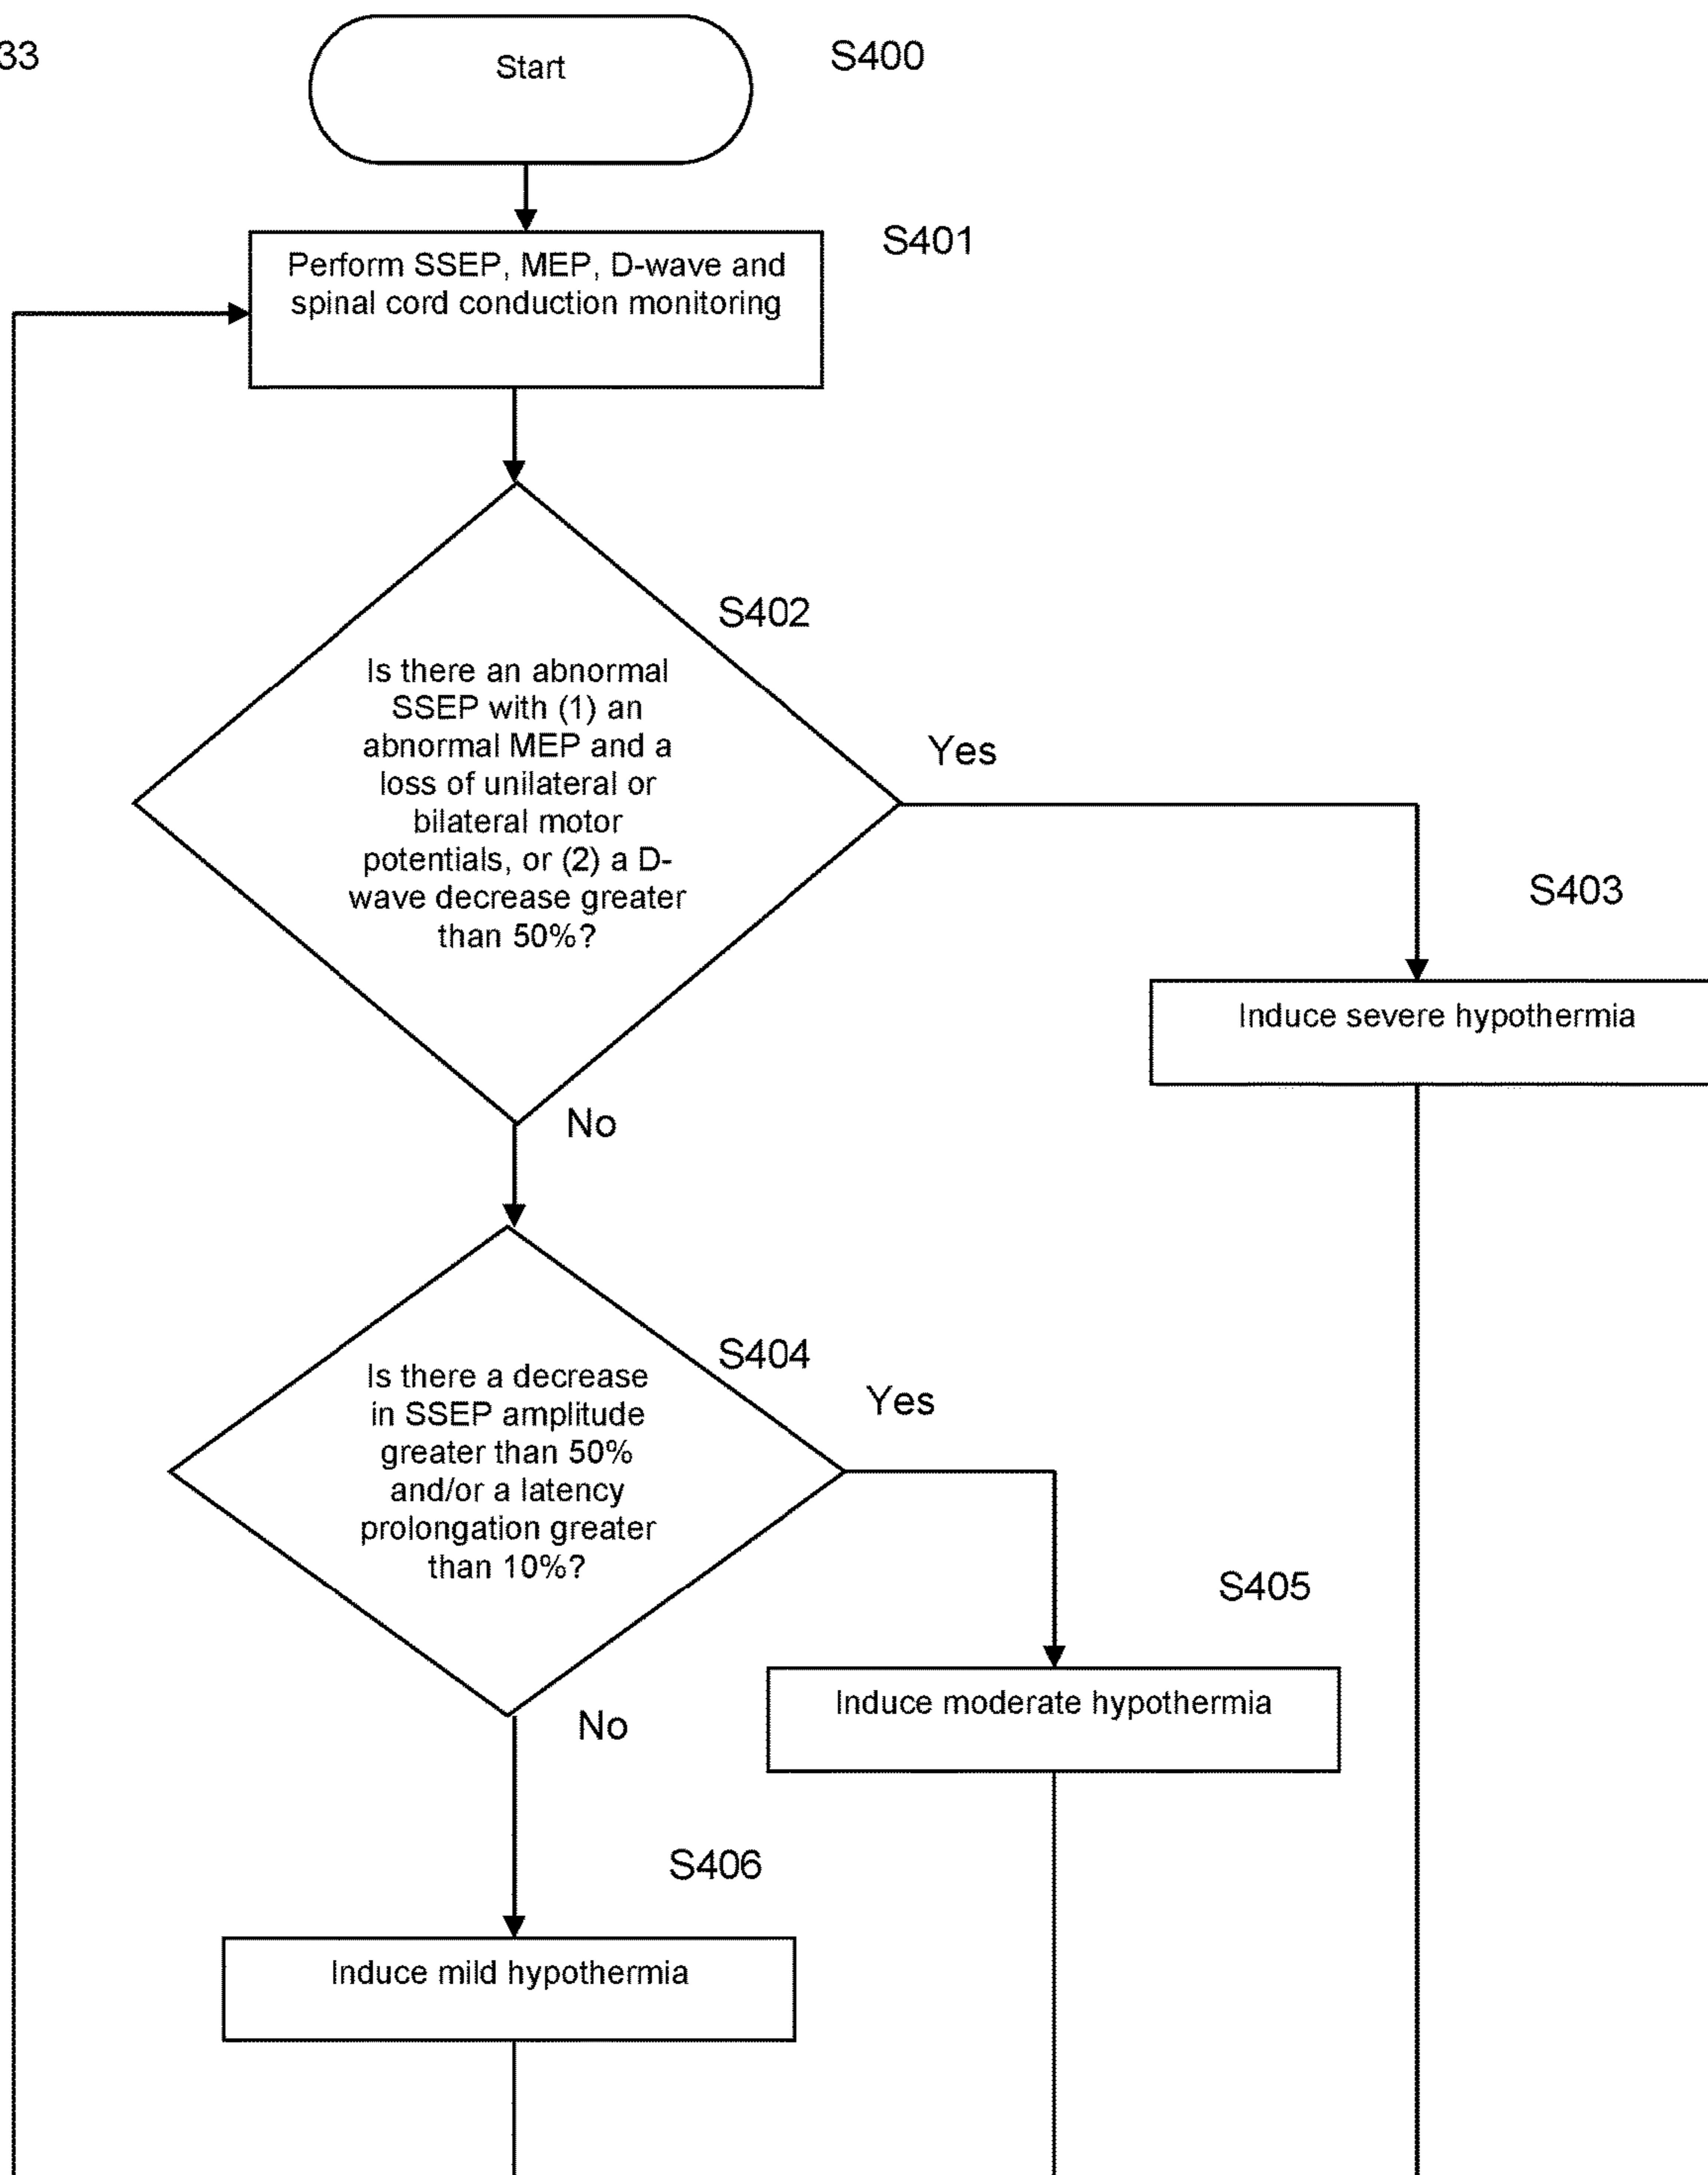 33
Start
S400
Perform SSEP, MEP, D-wave and
spinal cord conduction monitoring
S401
S402
Is there an abnormal
SSEP with (1) an
abnormal MEP and a
loss of unilateral or
bilateral motor
potentials, or (2) a D-
wave decrease greater
than 50%?
Yes
S403
Induce severe hypothermia
No
S404
Is there a decrease
in SSEP amplitude
greater than 50%
and/or a latency
prolongation greater
than 10%?
Yes
S405
Induce moderate hypothermia
No
S406
Induce mild hypothermia